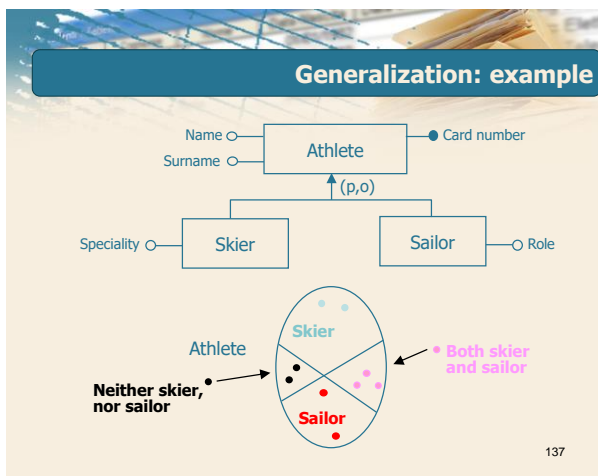 Generalization: example
Name
Card number
Athlete
Surname
(p,o)
Speciality
Skier
Sailor
Role
Skier
Athlete
Both skier
and sailor
Neither skier,
nor sailor
Sailor
137